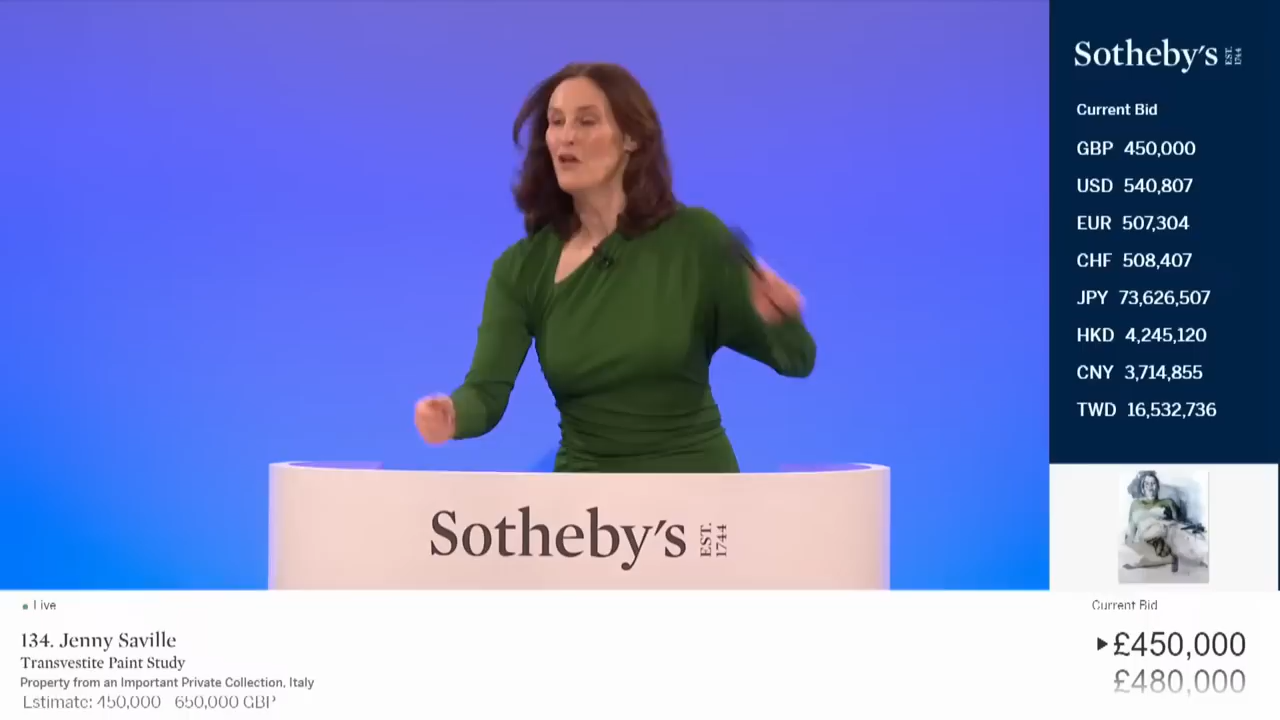 Sotheby's EST. 1744
Current Bid
GBP 450,000
USD 540,807
EUR 507,304
CHF 508,407
JPY 73,626,507
HKD 4,245,120
CNY 3,714,855
TWD 16,532,736
Sotheby's EST. 1744
Live
134. Jenny Saville
Transvestite Paint Study
Property from an Important Private Collection, Italy
Estimate: 450,000 650,000 GBP
Current Bid
£450,000
£480,000